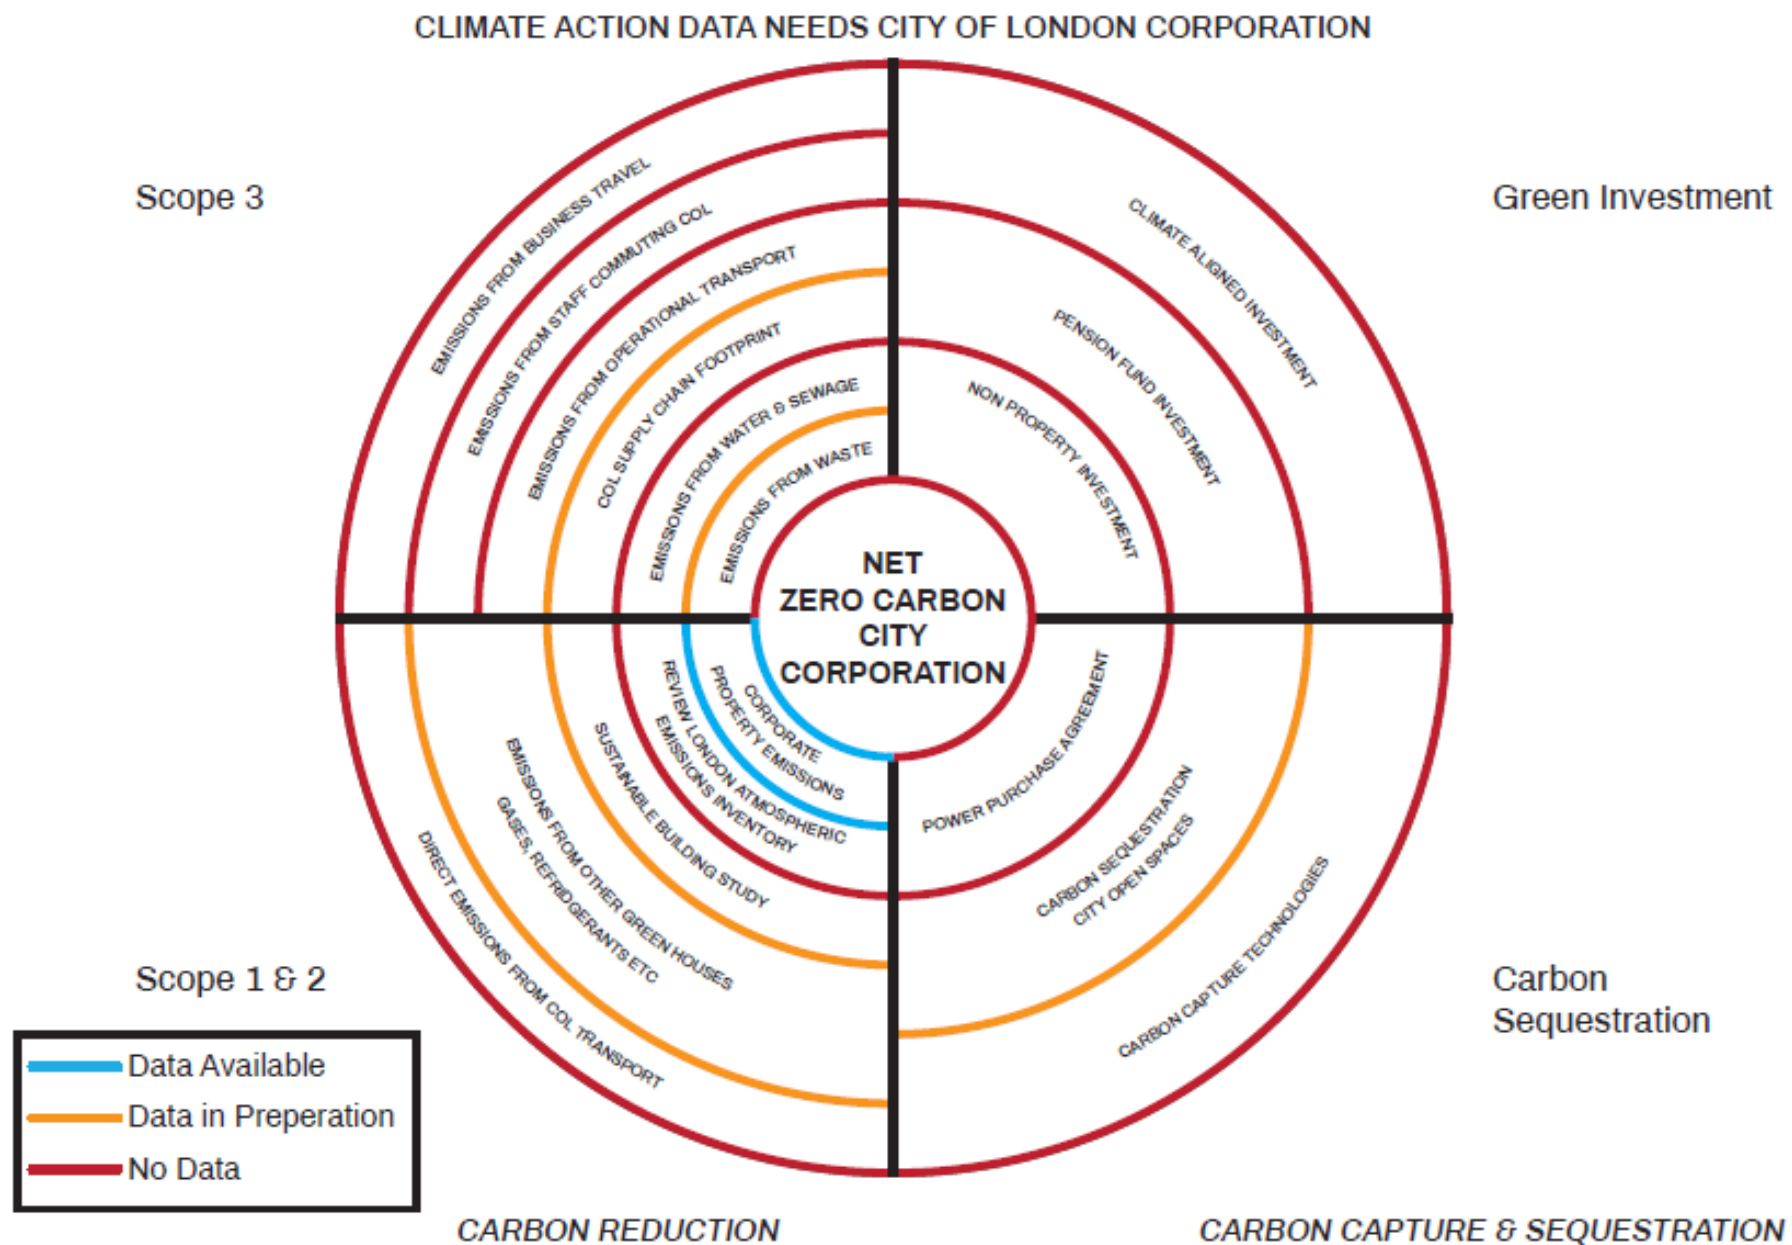 CLIMATE ACTION DATA NEEDS CITY OF LONDON CORPORATION
Scope 3
EMISSIONS FROM BUSINESS TRAVEL
EMISSIONS FROM STAFF COMMUTING COL
EMISSIONS FROM OPERATIONAL TRANSPORT
COL SUPPLY CHAIN FOOTPRINT
EMISSIONS FROM WATER & SEWAGE
EMISSIONS FROM WASTE
Green Investment
CLIMATE ALIGNED INVESTMENT
PENSION FUND INVESTMENT
NON PROPERTY INVESTMENT
NET
ZERO CARBON
CITY
CORPORATION
CORPORATE
PROPERTY EMISSIONS
REVIEW LONDON ATMOSPHERIC
EMISSIONS INVENTORY
SUSTAINABLE BUILDING STUDY
EMISSIONS FROM OTHER GREEN HOUSES
GASES, REFRIDGERANTS ETC
DIRECT EMISSIONS FROM COL TRANSPORT
Scope 1 & 2
POWER PURCHASE AGREEMENT
CARBON SEQUESTRATION
CITY OPEN SPACES
CARBON CAPTURE TECHNOLOGIES
Carbon
Sequestration
Data Available
Data in Preperation
No Data
CARBON REDUCTION
CARBON CAPTURE & SEQUESTRATION